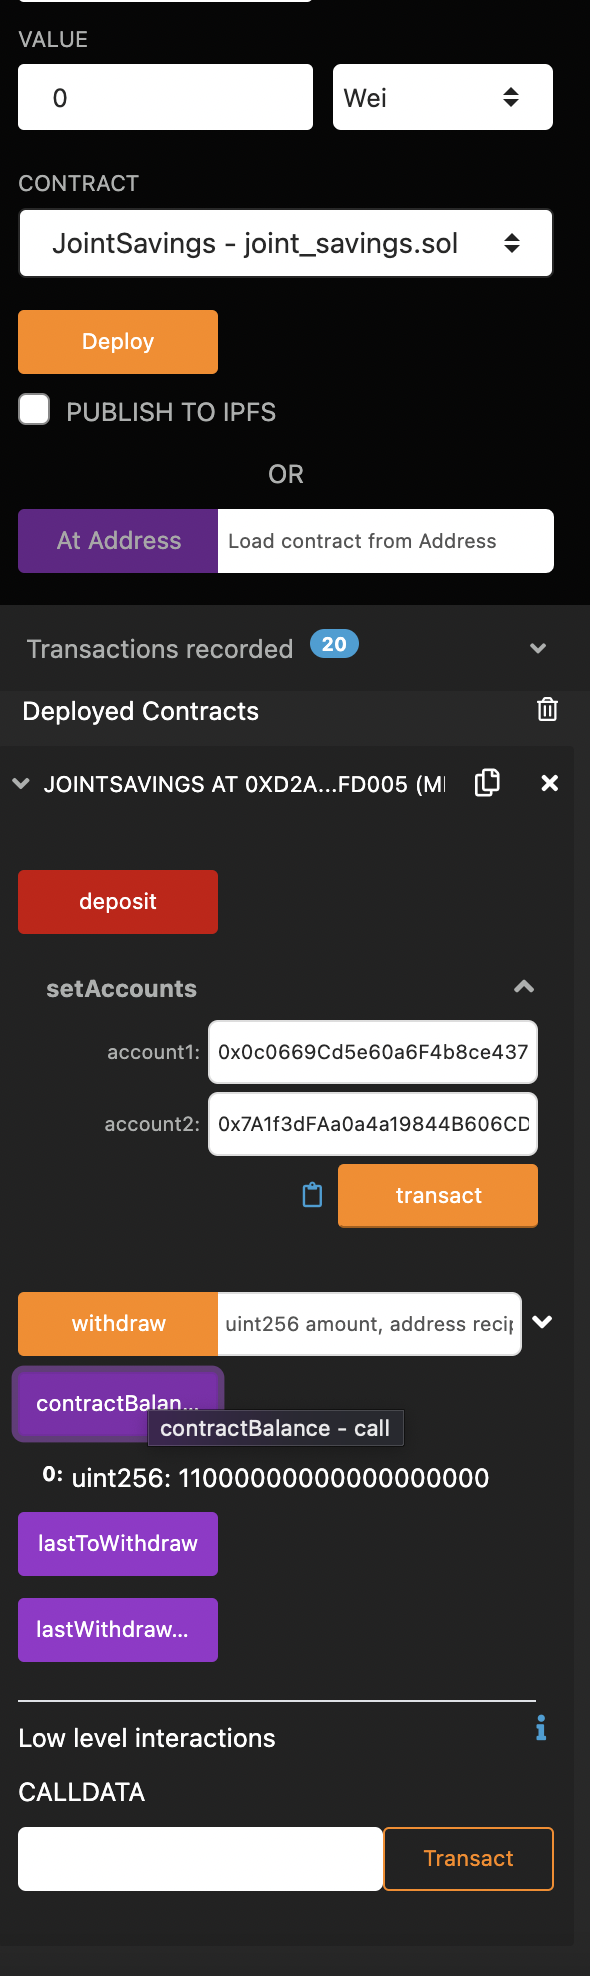 VALUE
0
Wei
CONTRACT
JointSavings - joint_savings.sol
Deploy
PUBLISH TO IPFS
OR
At Address
Load contract from Address
Transactions recorded 20
Deployed Contracts
JOINTSAVINGS AT 0XD2A...FD005 (M
deposit
setAccounts
account1: 0x0c0669Cd5e60a6F4b8ce437
account2: 0x7A1f3dFAa0a4a19844B606CD
transact
withdraw
uint256 amount, address recip
contractBalan...
contractBalance - call
0: uint256: 11000000000000000000
lastToWithdraw
lastWithdraw...
Low level interactions
i
CALLDATA
Transact